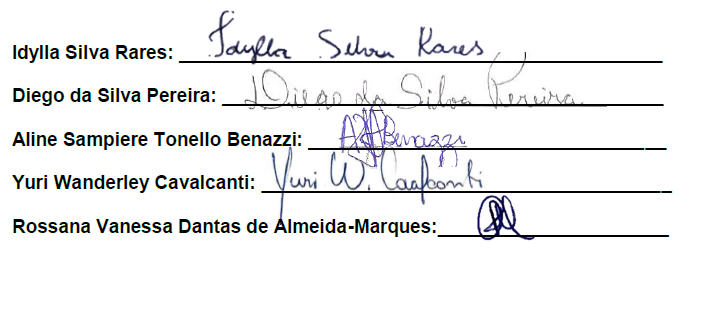 Idylla Silva Rares: Idylla Silva Rares
Diego da Silva Pereira: Diego da Silva Pereira
Aline Sampiere Tonello Benazzi: Benazzi
Yuri Wanderley Cavalcanti: Yuri W. Cavalcanti
Rossana Vanessa Dantas de Almeida-Marques: